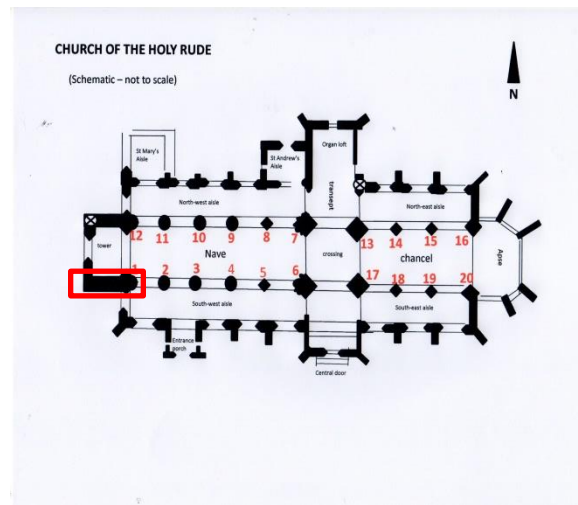 CHURCH OF THE HOLY RUDE
(Schematic – not to scale)
N
St Mary's
Aisle
St Andrew's
Aisle
Organ loft
transept
North-west aisle
North-east aisle
tower
12 11 10 9 8 7
13 14 15 16
Nave
crossing
chancel
Apse
1 2 3 4 5 6
17 18 19 20
South-west aisle
South-east aisle
Entrance
porch
Central door